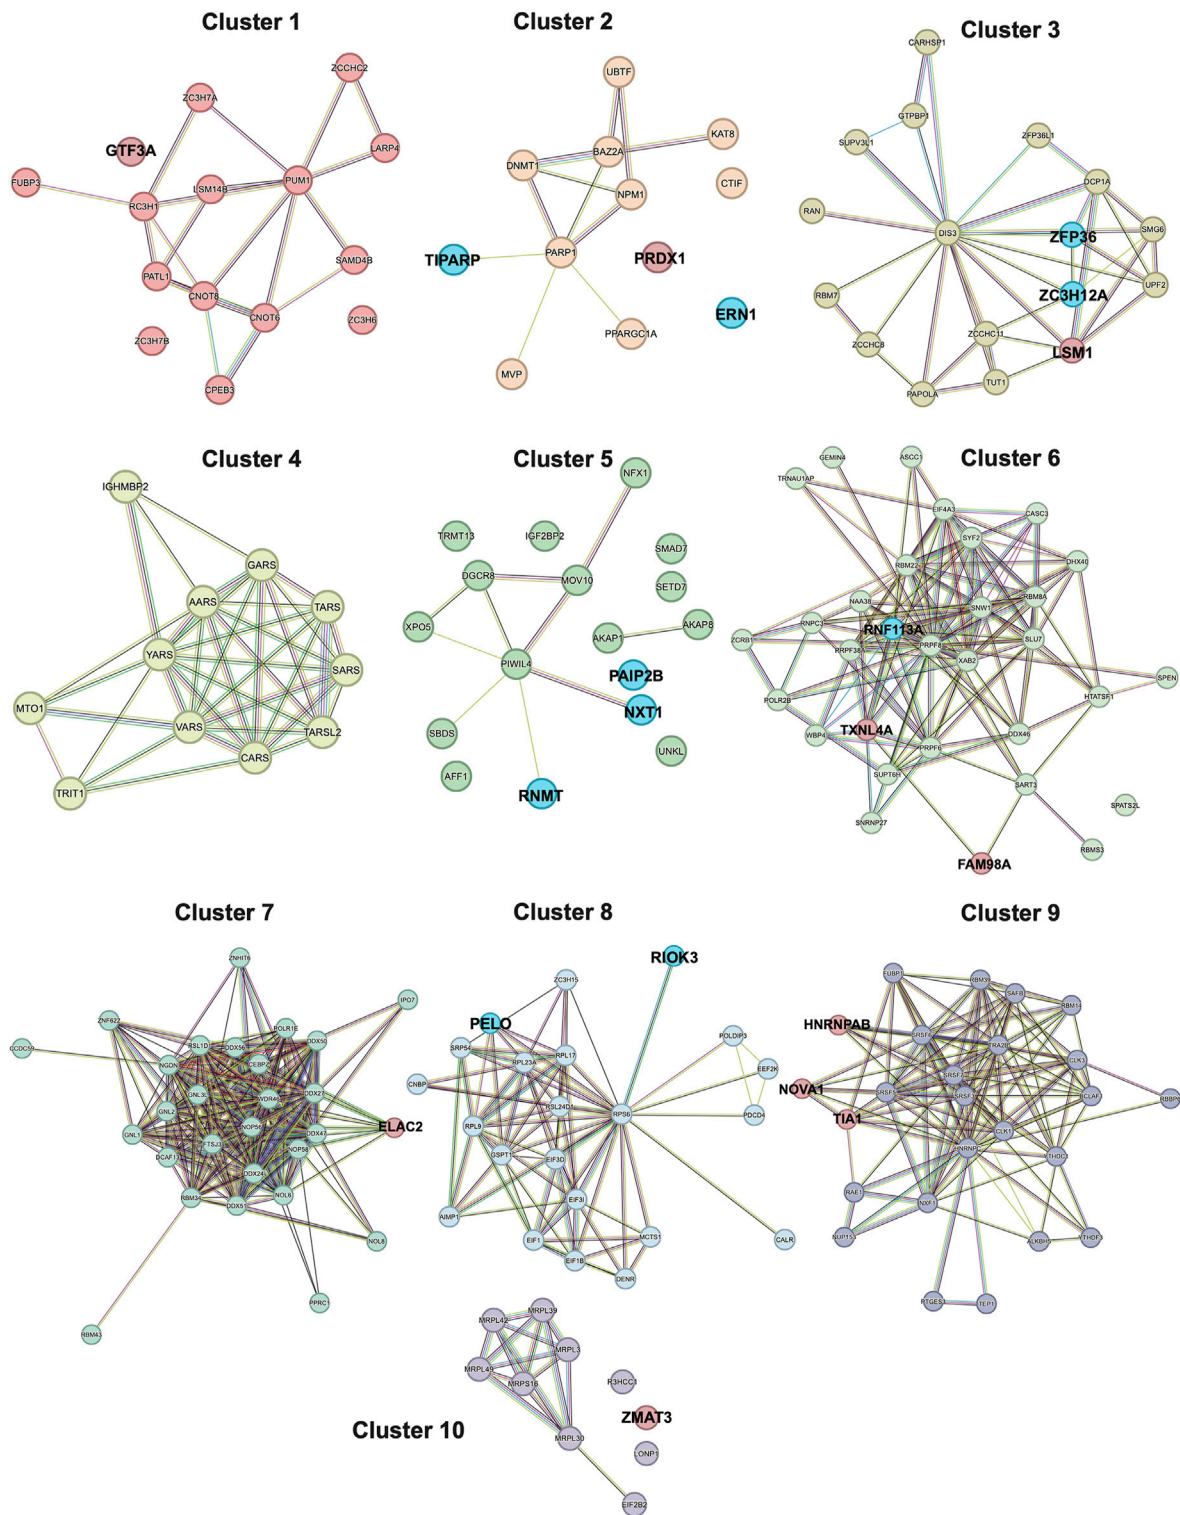 Cluster 1
ZCCHC2
ZC3H7A
GTF3A
LARP4
FUBP3
LSM14B
PUM1
RC3H1
SAMD4B
PATL1
CNOT8
CNOT6
ZC3H6
ZC3H7B
CPEB3
Cluster 2
UBTF
KAT8
BAZ2A
DNMT1
CTIF
NPM1
TIPARP
PARP1
PRDX1
ERN1
PPARGC1A
MVP
Cluster 3
CARHSP1
GTPBP1
SUPV3L1
ZFP36L1
DCP1A
RAN
DIS3
ZFP36
SMG6
ZC3H12A
UPF2
RBM7
ZCCHC11
ZCCHC8
LSM1
TUT1
PAPOLA
Cluster 4
IGHMBP2
GARS
AARS
TARS
YARS
SARS
MTO1
VARS
TARSL2
CARS
TRIT1
Cluster 5
NFX1
TRMT13
IGF2BP2
SMAD7
DGCR8
MOV10
SETD7
XPO5
AKAP1
AKAP8
PIWIL4
PAIP2B
NXT1
SBDS
UNKL
AFF1
RNMT
Cluster 6
GEMIN4
ASCC1
TRNAU1AP
EIF4A3
CASC3
SYF2
RBM22
DHX40
NAA38
SNW1
RBM8A
RNPC3
RNF113A
ZCRB1
PRPF38A
PRPF8
SLU7
XAB2
SPEN
POLR2B
HTATSF1
WBP4
TXNL4A
DDX46
PRPF6
SUPT6H
SART3
SPATS2L
SNRNP27
RBMS3
FAM98A
Cluster 7
ZNHIT6
IPO7
ZNF622
POLR1E
CCDC59
RSL1D1
DDX56
DDX50
NGDN
CEBPZ
GNL3L
WDR46
DDX27
GNL2
NOP56
ELAC2
GNL1
FTSJ3
DDX47
DCAF13
NOP58
DDX24
RBM34
NOL6
DDX51
NOL8
PPRC1
RBM43
Cluster 8
RIOK3
ZC3H15
PELO
POLDIP3
SRP54
RPL23A
RPL17
EEF2K
CNBP
RSL24D1
RPS6
PDCD4
RPL9
GSPT1
EIF3D
EIF3I
AIMP1
EIF1
MCTS1
CALR
EIF1B
DENR
Cluster 9
FUBP1
RBM39
SAFB
RBM14
HNRNPAB
SRSF4
TRA2B
CLK3
NOVA1
SRSF5
SRSF7
SRSF3
BCLAF1
RBBP6
TIA1
CLK1
HNRNPC
YTHDC1
RAE1
NXF1
NUP153
ALKBH5
YTHDF3
PTGES3
TEP1
MRPL39
MRPL42
MRPL3
MRPL49
MRPS16
R3HCC1
Cluster 10
ZMAT3
MRPL30
LONP1
EIF2B2